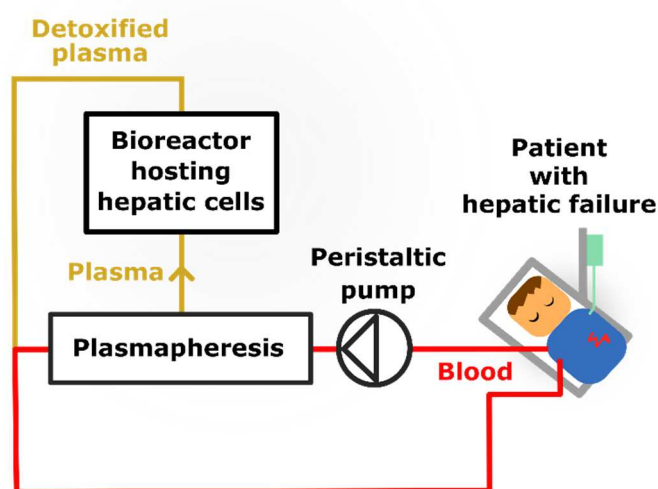 Detoxified
plasma
Bioreactor
hosting
hepatic cells
Patient
with
hepatic failure
Plasma
Peristaltic
pump
Plasmapheresis
Blood